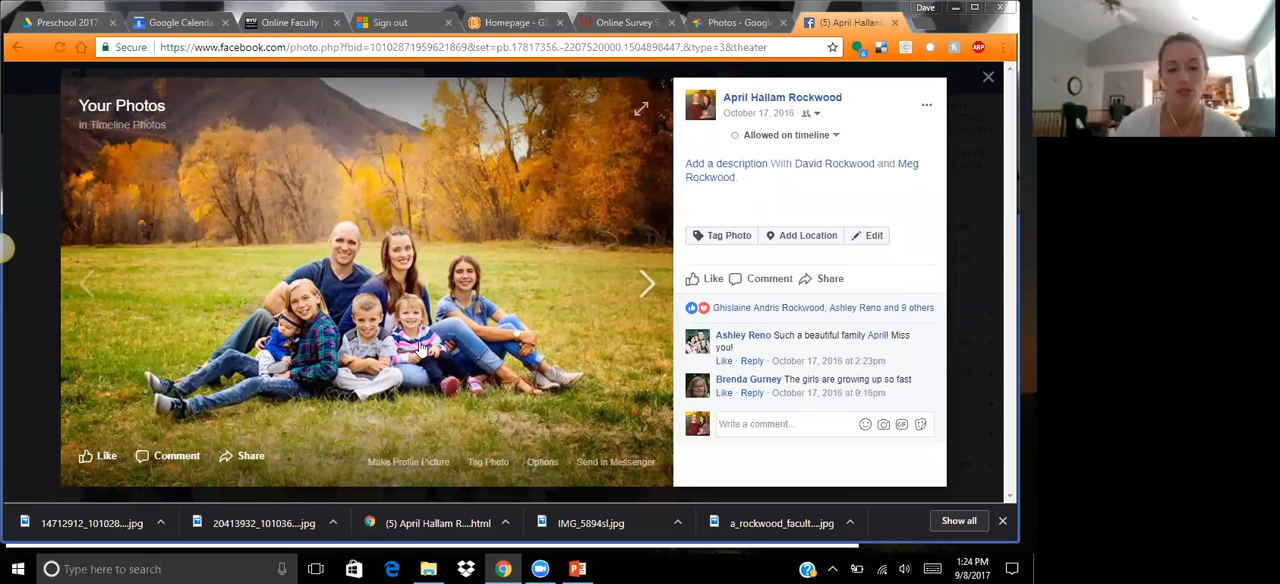 Dave
Preschool 2017
Google Calenda
Online Faculty |
Sign out
Homepage - GS
Online Survey S
Photos - Googl
(5) April Hallam
Secure
https://www.facebook.com/photo.php?fbid=10102871959621869&set=pb.17817356.-2207520000.1504898447.&type=3&theater
Your Photos
in Timeline Photos
April Hallam Rockwood
October 17, 2016
Allowed on timeline
Add a description With David Rockwood and Meg
Rockwood.
Tag Photo
Add Location
Edit
Like
Comment
Share
Ghislaine Andris Rockwood, Ashley Reno and 9 others
Ashley Reno Such a beautiful family April! Miss
you!
Like · Reply · October 17, 2016 at 2:23pm
Brenda Gurney The girls are growing up so fast
Like · Reply · October 17, 2016 at 9:16pm
Write a comment...
Like
Comment
Share
Make Profile Picture
Tag Photo
Options
Send in Messenger
14712912_101028....jpg
20413932_101036....jpg
(5) April Hallam R....html
IMG_5894sl.jpg
a_rockwood_facult....jpg
Show all
Type here to search
1:24 PM
9/8/2017